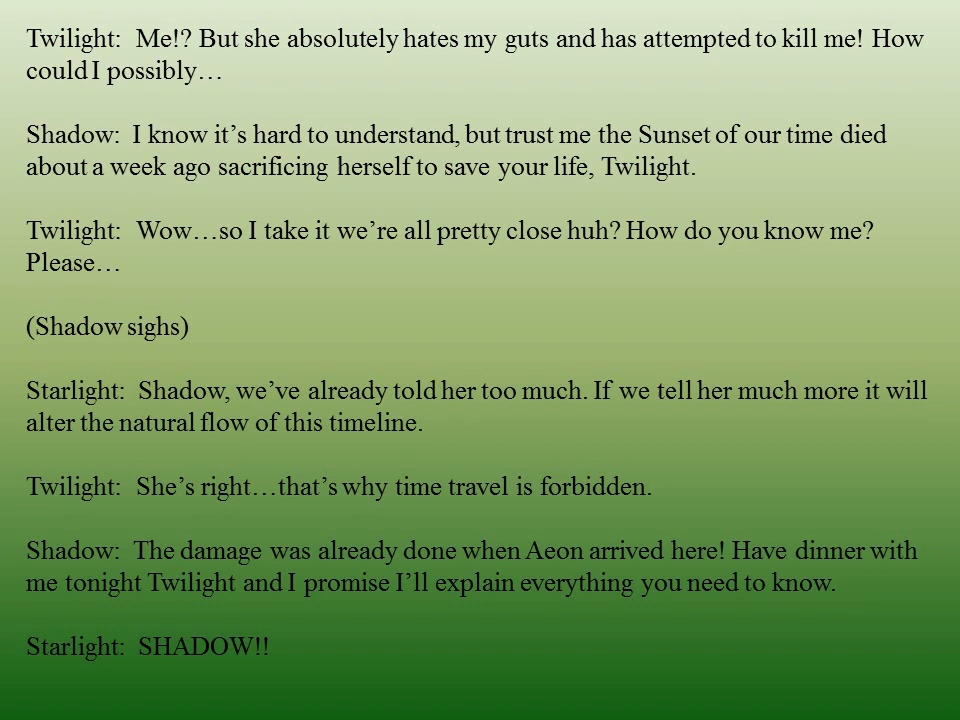 Twilight:  Me!? But she absolutely hates my guts and has attempted to kill me! How
could I possibly…
Shadow:  I know it’s hard to understand, but trust me the Sunset of our time died
about a week ago sacrificing herself to save your life, Twilight.
Twilight:  Wow…so I take it we’re all pretty close huh? How do you know me?
Please…
(Shadow sighs)
Starlight:  Shadow, we’ve already told her too much. If we tell her much more it will
alter the natural flow of this timeline.
Twilight:  She’s right…that’s why time travel is forbidden.
Shadow:  The damage was already done when Aeon arrived here! Have dinner with
me tonight Twilight and I promise I’ll explain everything you need to know.
Starlight:  SHADOW!!